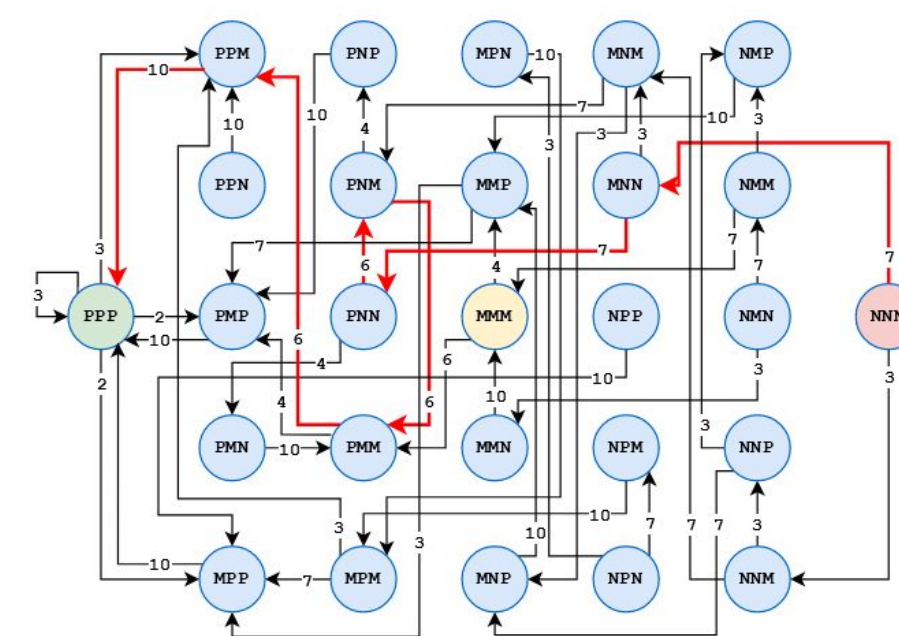 PPM PNP MPN 10 MNM NMP
10
7
10 10 10 3
4 3 3
3
PPN PNM MMP MNN NMM
7 7
3 7 7
7
6 4 7
3
PPP 2 PMP PNN MMM NPP NMN NNN
10 6
4 6
2 10 3 3
4 6 10
3
PMN 10 PMM MMN NPM NNP
10
3 10 3 7 7 7 3
10
MPP 7 MPM MNP NPN NNM